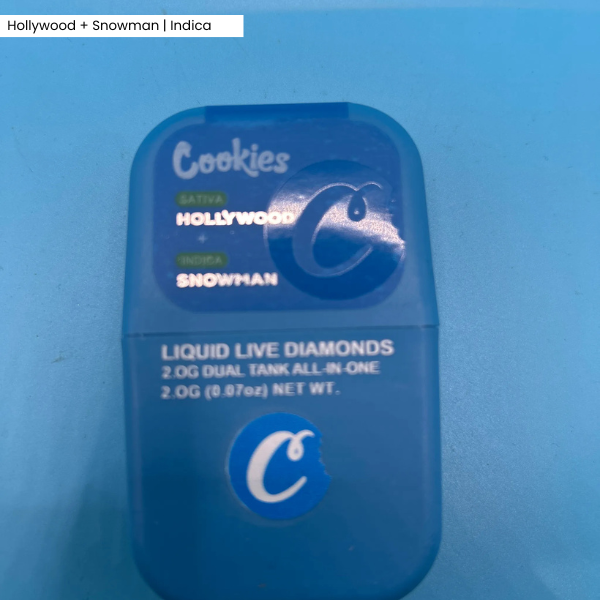 Hollywood + Snowman | Indica
Cookies
SATIVA
HOLLYWOOD
+
INDICA
SNOWMAN
LIQUID LIVE DIAMONDS
2.0G DUAL TANK ALL-IN-ONE
2.0G (0.07oz) NET WT.
C
C